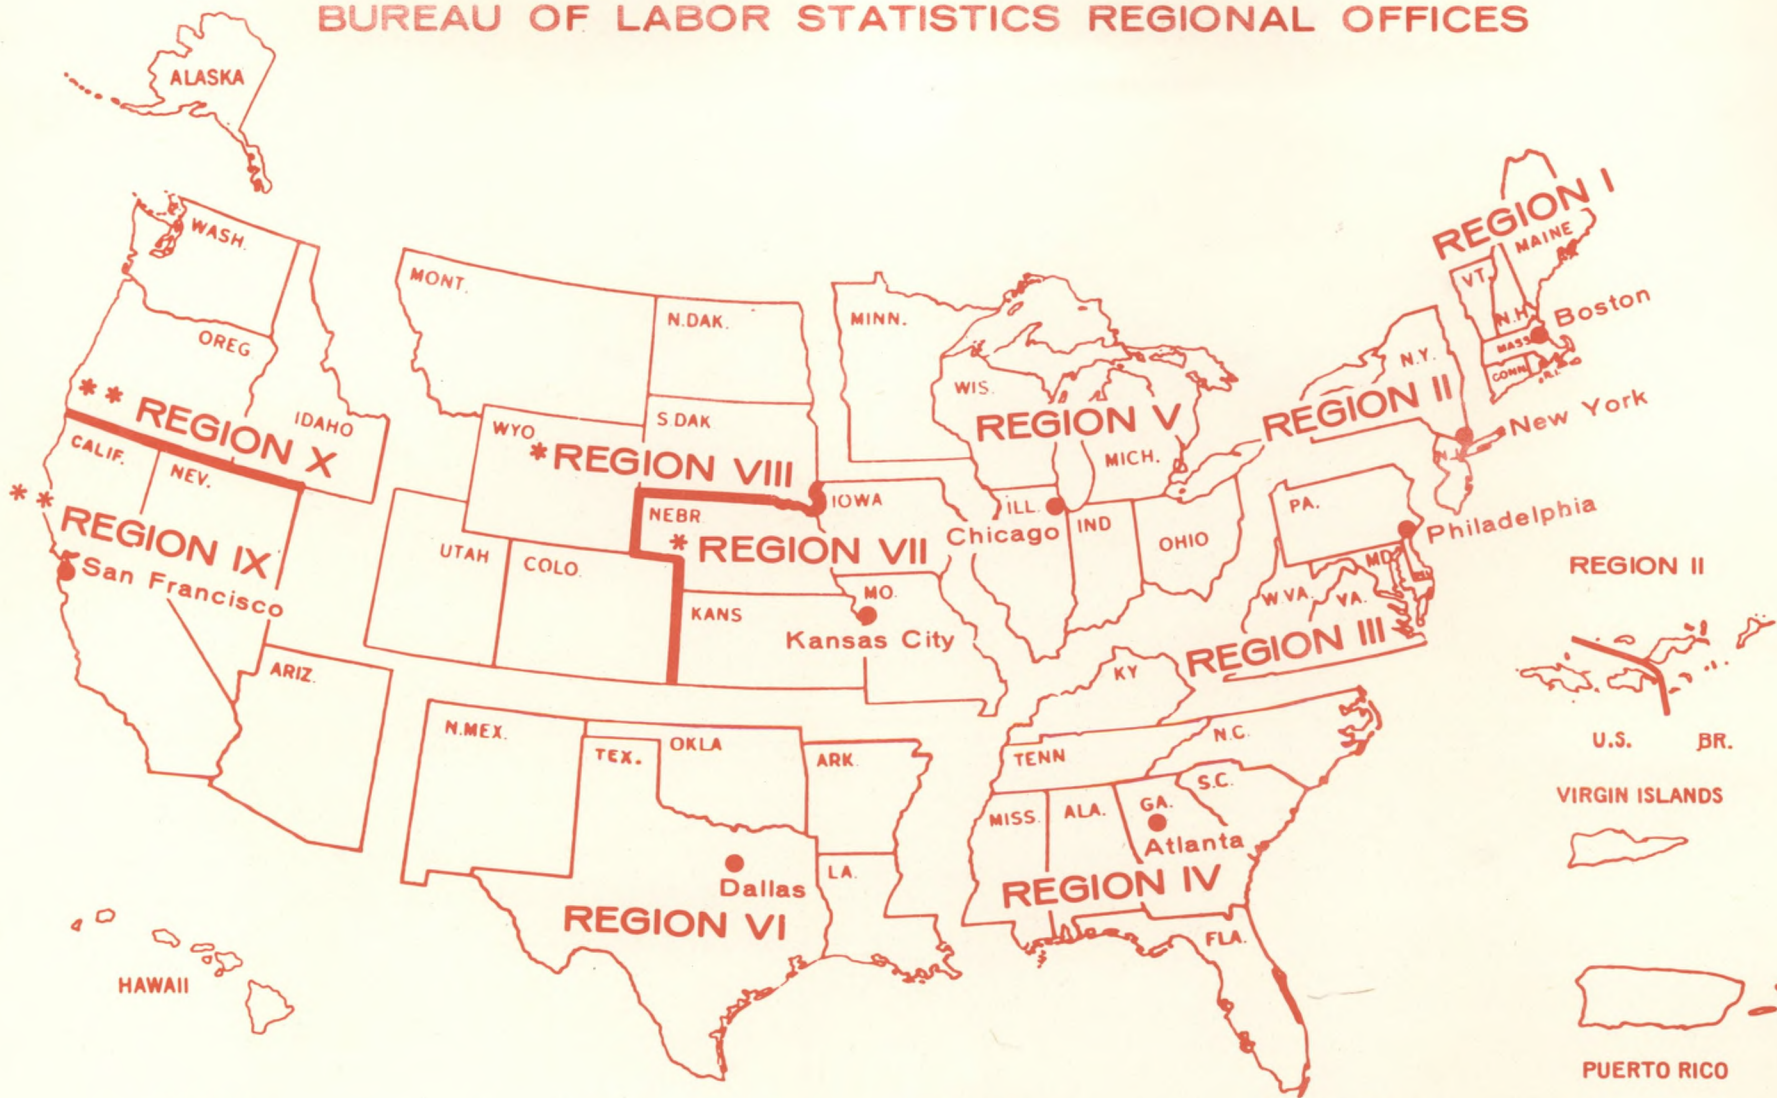 BUREAU OF LABOR STATISTICS REGIONAL OFFICES
ALASKA
WASH.
OREG
IDAHO
* * REGION X
CALIF.
NEV.
* * REGION IX
San Francisco
ARIZ.
HAWAII
MONT.
N.DAK.
S.DAK
WYO
* REGION VIII
UTAH
COLO.
NEBR
IOWA
* REGION VII
KANS
MO.
Kansas City
N.MEX.
TEX.
OKLA
ARK.
LA.
Dallas
REGION VI
MINN.
WIS.
REGION V
MICH.
ILL.
Chicago
IND
OHIO
KY
TENN
N.C.
S.C.
MISS.
ALA.
GA.
Atlanta
REGION IV
FLA.
PA.
Philadelphia
MD
W.VA.
VA.
REGION III
N.Y.
REGION II
New York
N.J.
REGION I
MAINE
VT.
N.H.
MASS
CONN
R.I.
Boston
REGION II
U.S. BR.
VIRGIN ISLANDS
PUERTO RICO